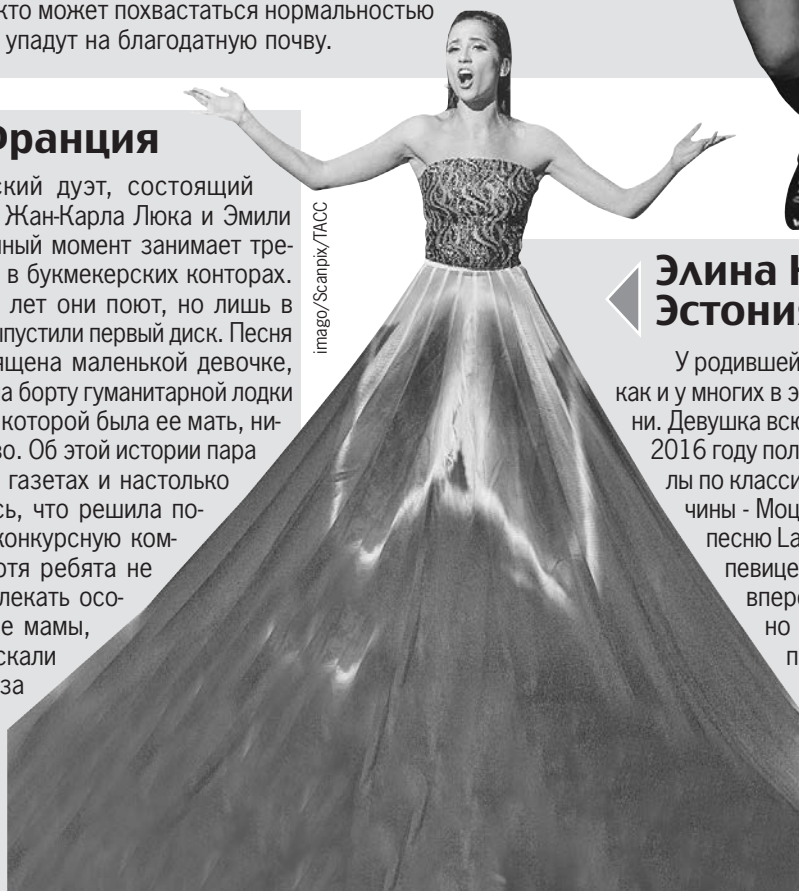 кто может похвастаться нормальностью
упадут на благодатную почву.
Франция
ский дуэт, состоящий
Жан-Карла Люка и Эмили
ный момент занимает тре-
в букмекерских конторах.
лет они поют, но лишь в
пустили первый диск. Песня
ящена маленькой девочке,
а борту гуманитарной лодки
которой была ее мать, ни-
во. Об этой истории пара
газетах и настолько
сь, что решила по-
конкурсную ком-
отя ребята не
лекать осо-
е мамы,
скали
за
imago/Scanpix/ТАСС
Элина
Эстония
У родившей
как и у многих в э
ни. Девушка всю
2016 году пол
лы по класси
чины - Моц
песню La
певице
впер
но
п